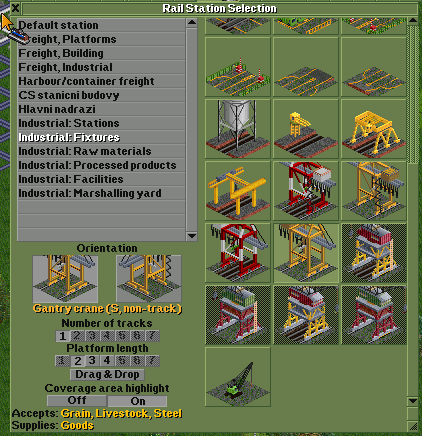 Rail Station Selection
Default station
Freight, Platforms
Freight, Building
Freight, Industrial
Harbour/container freight
CS stanicni budovy
Hlavni nadrazi
Industrial: Stations
Industrial: Fixtures
Industrial: Raw materials
Industrial: Processed products
Industrial: Facilities
Industrial: Marshalling yard
Orientation
Gantry crane (S, non-track)
Number of tracks
1 2 3 4 5 6 7
Platform length
1 2 3 4 5 6 7
Drag & Drop
Coverage area highlight
Off On
Accepts: Grain, Livestock, Steel
Supplies: Goods